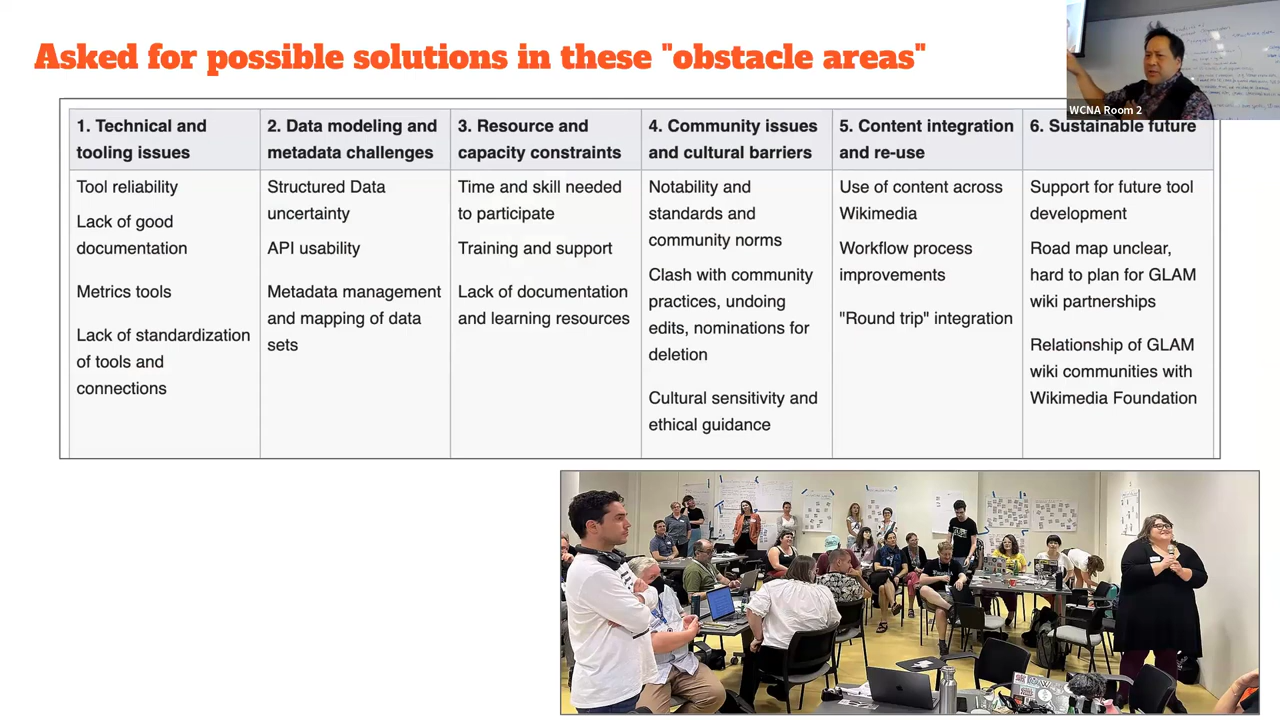 Asked for possible solutions in these "obstacle areas"
WCNA Room 2
1. Technical and
tooling issues
Tool reliability
Lack of good
documentation
Metrics tools
Lack of standardization
of tools and
connections
2. Data modeling and
metadata challenges
Structured Data
uncertainty
API usability
Metadata management
and mapping of data
sets
3. Resource and
capacity constraints
Time and skill needed
to participate
Training and support
Lack of documentation
and learning resources
4. Community issues
and cultural barriers
Notability and
standards and
community norms
Clash with community
practices, undoing
edits, nominations for
deletion
Cultural sensitivity and
ethical guidance
5. Content integration
and re-use
Use of content across
Wikimedia
Workflow process
improvements
"Round trip" integration
6. Sustainable future
Support for future tool
development
Road map unclear,
hard to plan for GLAM
wiki partnerships
Relationship of GLAM
wiki communities with
Wikimedia Foundation